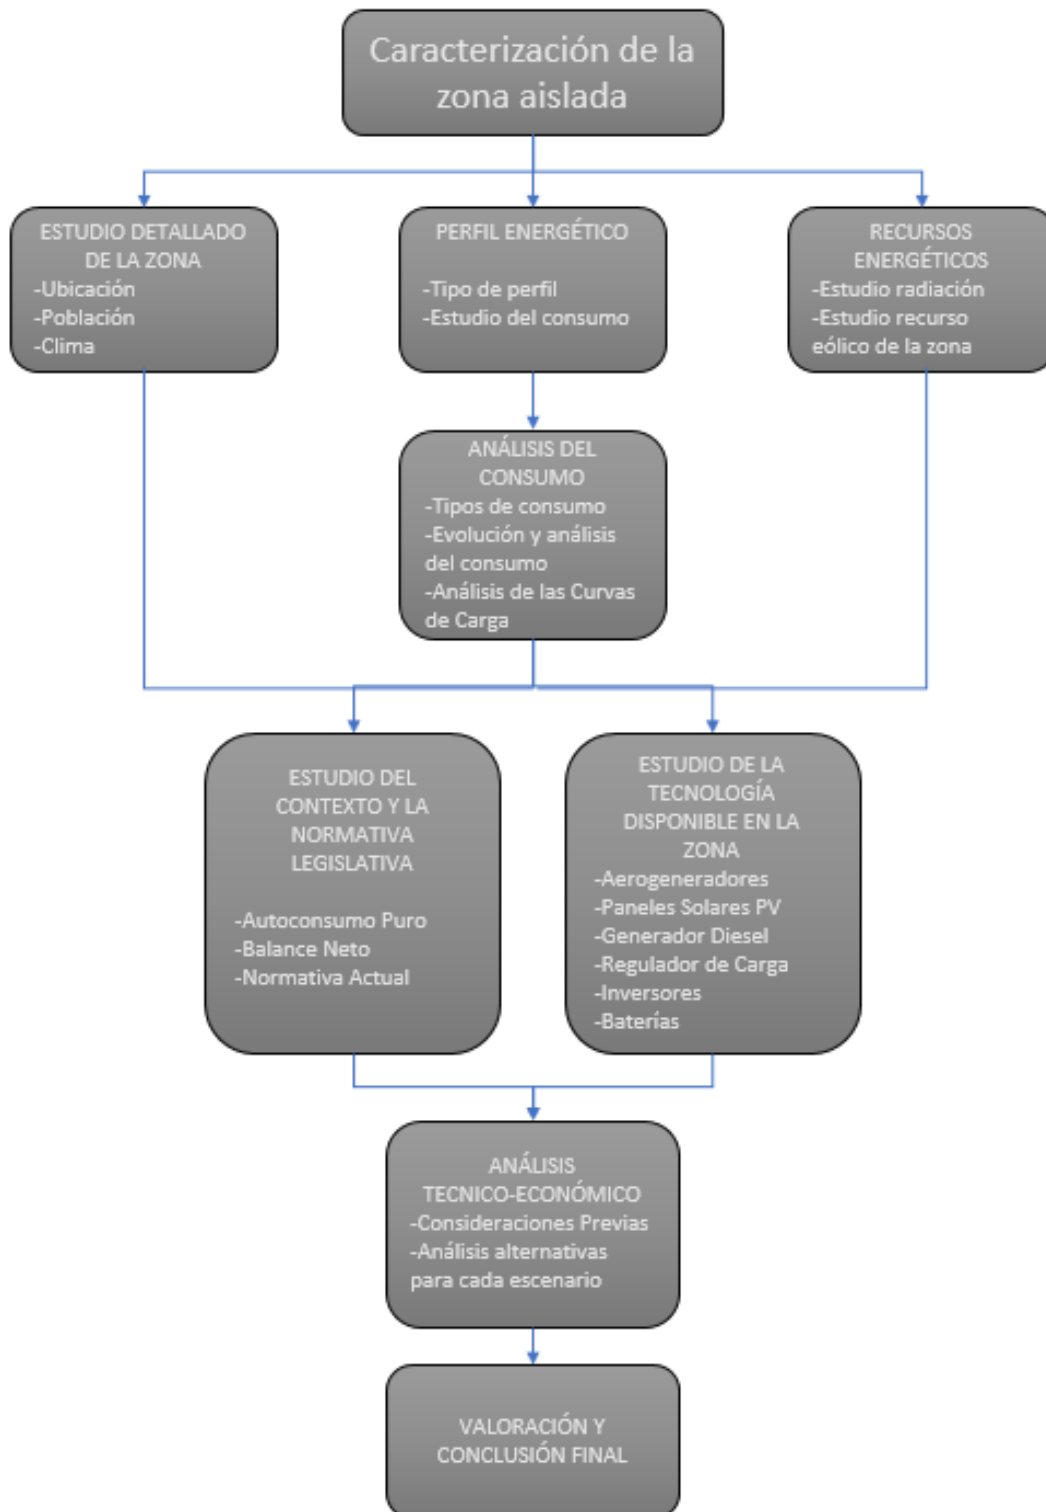 Caracterización de la
zona aislada
ESTUDIO DETALLADO
DE LA ZONA
-Ubicación
-Población
-Clima
PERFIL ENERGÉTICO
-Tipo de perfil
-Estudio del consumo
RECURSOS
ENERGÉTICOS
-Estudio radiación
-Estudio recurso
eólico de la zona
ANÁLISIS DEL
CONSUMO
-Tipos de consumo
-Evolución y análisis
del consumo
-Análisis de las Curvas
de Carga
ESTUDIO DEL
CONTEXTO Y LA
NORMATIVA
LEGISLATIVA
-Autoconsumo Puro
-Balance Neto
-Normativa Actual
ESTUDIO DE LA
TECNOLOGÍA
DISPONIBLE EN LA
ZONA
-Aerogeneradores
-Paneles Solares PV
-Generador Diesel
-Regulador de Carga
-Inversores
-Baterías
ANÁLISIS
TECNICO-ECONÓMICO
-Consideraciones Previas
-Análisis alternativas
para cada escenario
VALORACIÓN Y
CONCLUSIÓN FINAL